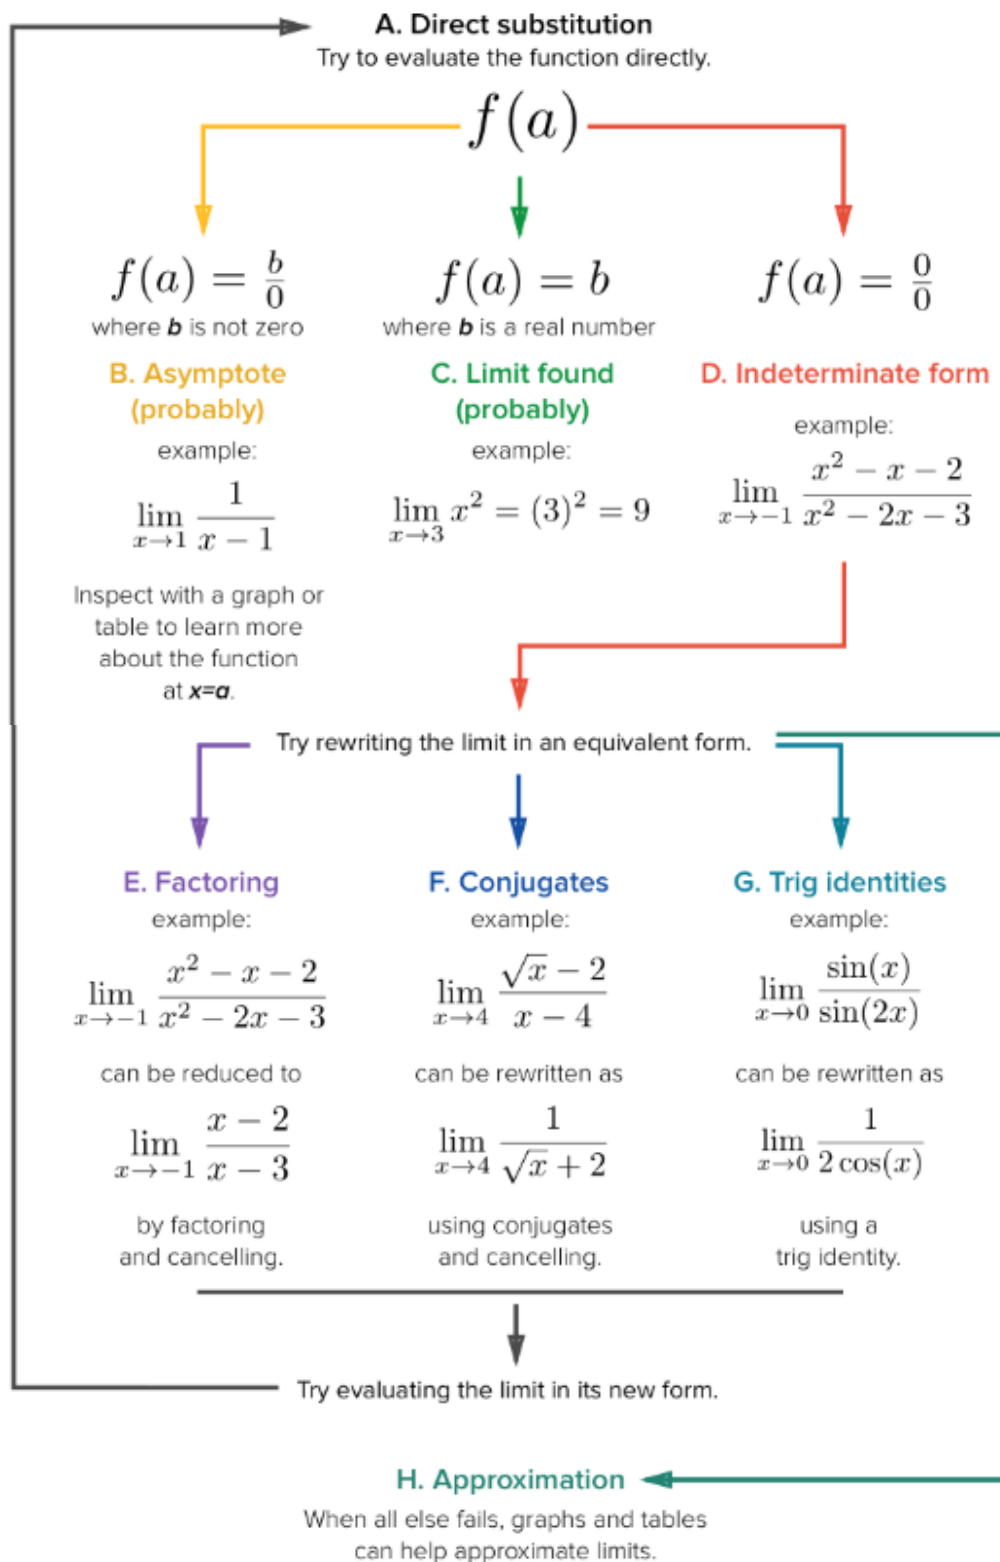 A. Direct substitution
Try to evaluate the function directly.
f(a)
f(a) = b/0
where b is not zero
B. Asymptote
(probably)
example:
lim x→1 1/(x − 1)
Inspect with a graph or
table to learn more
about the function
at x=a.
f(a) = b
where b is a real number
C. Limit found
(probably)
example:
lim x→3 x² = (3)² = 9
f(a) = 0/0
D. Indeterminate form
example:
lim x→−1 (x² − x − 2)/(x² − 2x − 3)
Try rewriting the limit in an equivalent form.
E. Factoring
example:
lim x→−1 (x² − x − 2)/(x² − 2x − 3)
can be reduced to
lim x→−1 (x − 2)/(x − 3)
by factoring
and cancelling.
F. Conjugates
example:
lim x→4 (√x − 2)/(x − 4)
can be rewritten as
lim x→4 1/(√x + 2)
using conjugates
and cancelling.
G. Trig identities
example:
lim x→0 sin(x)/sin(2x)
can be rewritten as
lim x→0 1/(2 cos(x))
using a
trig identity.
Try evaluating the limit in its new form.
H. Approximation
When all else fails, graphs and tables
can help approximate limits.